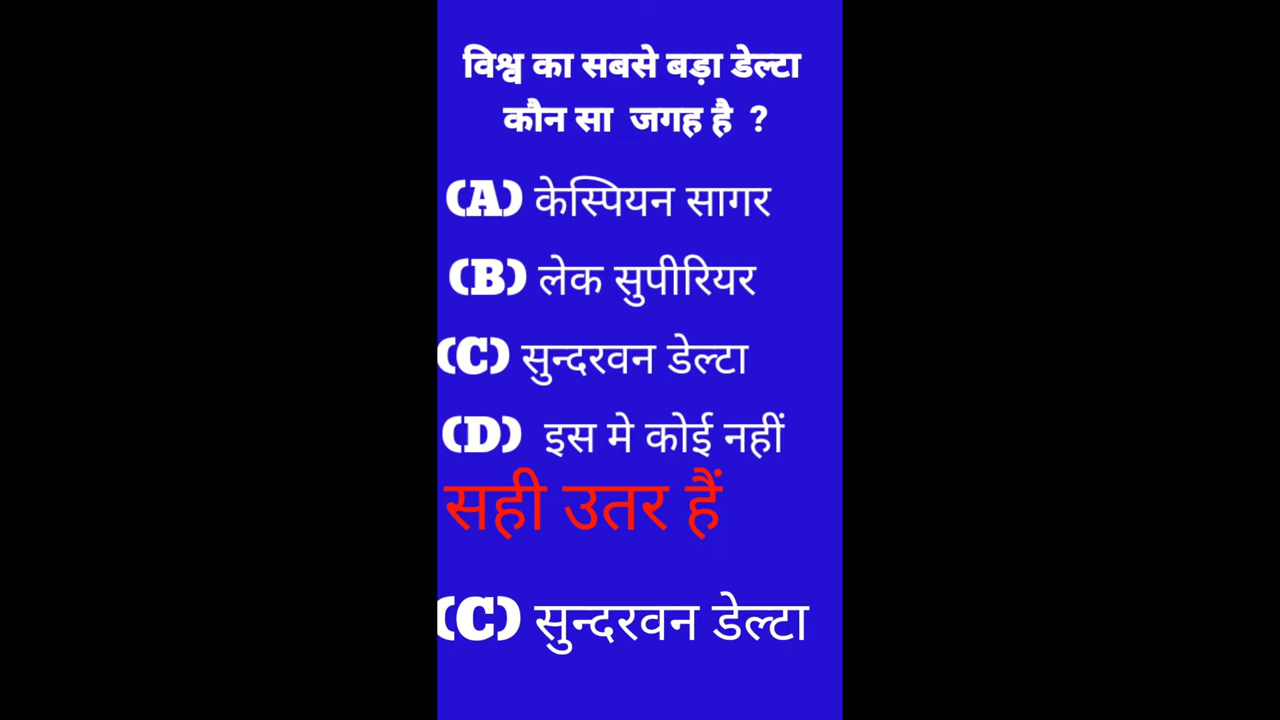 विश्व का सबसे बड़ा डेल्टा
कौन सा जगह है ?
(A) केस्पियन सागर
(B) लेक सुपीरियर
(C) सुन्दरवन डेल्टा
(D) इस मे कोई नहीं
सही उतर हैं
(C) सुन्दरवन डेल्टा